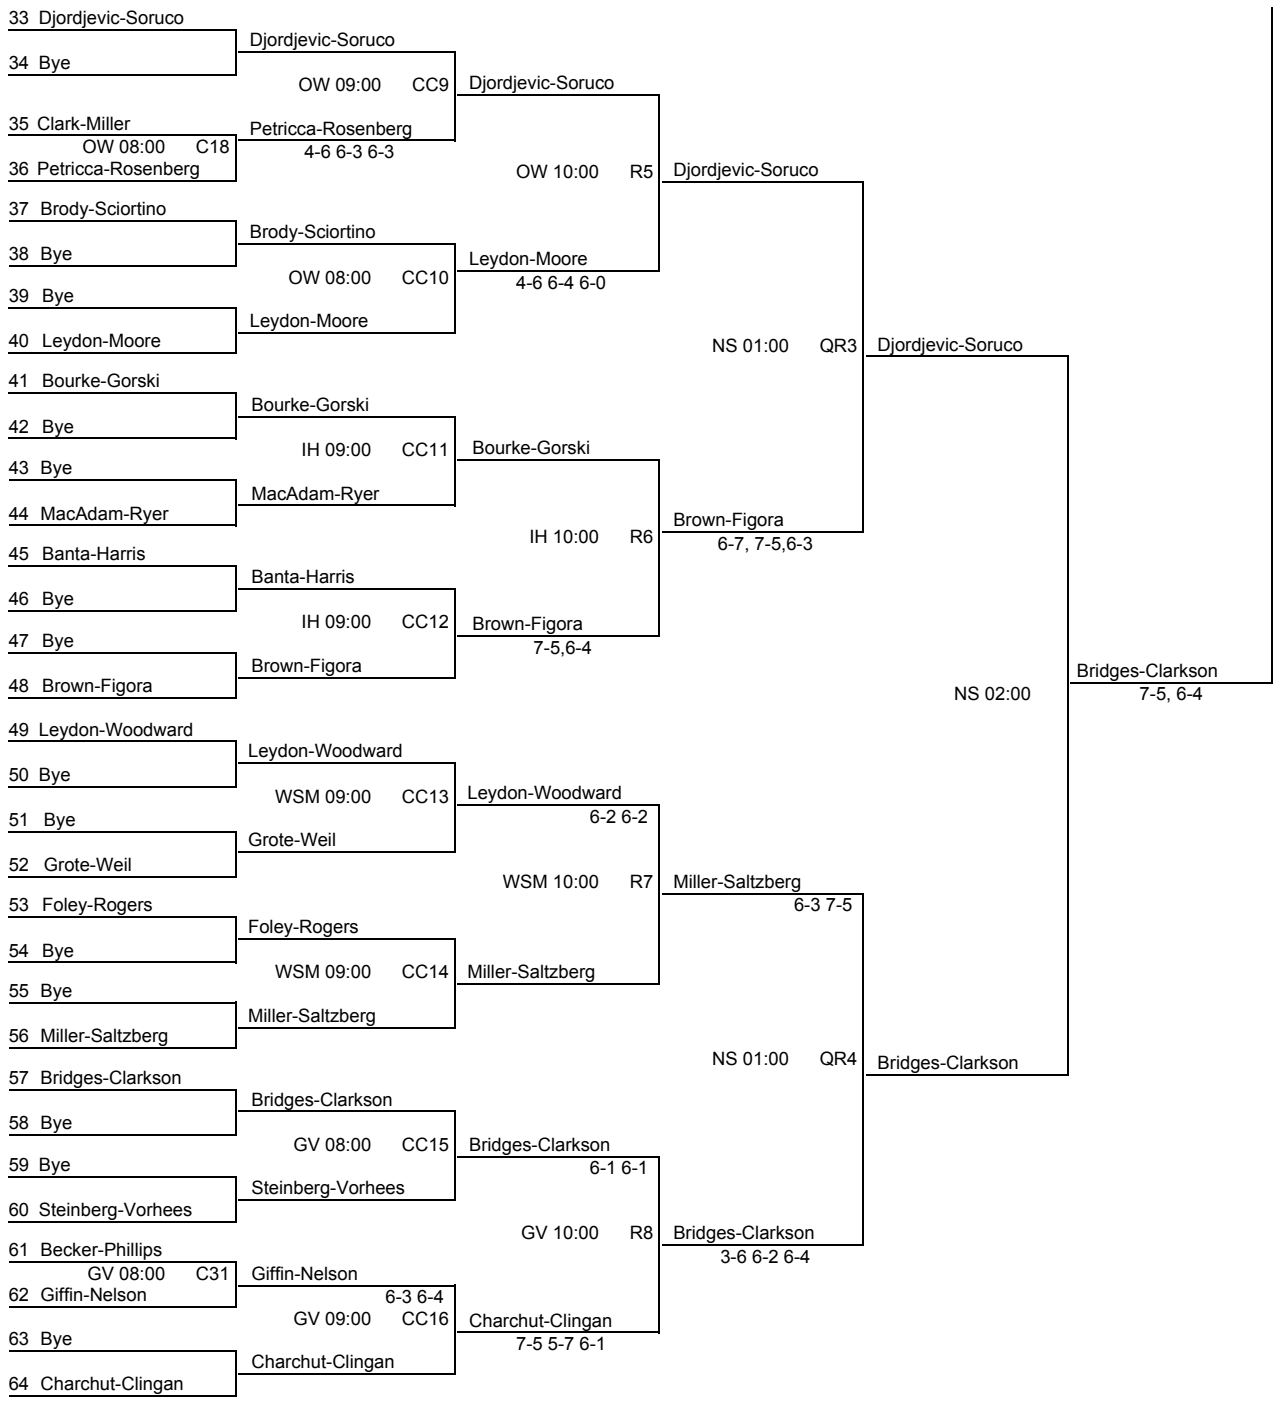 33 Djordjevic-Soruco
34 Bye
35 Clark-Miller
OW 08:00 C18
36 Petricca-Rosenberg
37 Brody-Sciortino
38 Bye
39 Bye
40 Leydon-Moore
41 Bourke-Gorski
42 Bye
43 Bye
44 MacAdam-Ryer
45 Banta-Harris
46 Bye
47 Bye
48 Brown-Figora
49 Leydon-Woodward
50 Bye
51 Bye
52 Grote-Weil
53 Foley-Rogers
54 Bye
55 Bye
56 Miller-Saltzberg
57 Bridges-Clarkson
58 Bye
59 Bye
60 Steinberg-Vorhees
61 Becker-Phillips
GV 08:00 C31
62 Giffin-Nelson
63 Bye
64 Charchut-Clingan
Djordjevic-Soruco
OW 09:00 CC9
Petricca-Rosenberg
4-6 6-3 6-3
Brody-Sciortino
OW 08:00 CC10
Leydon-Moore
Bourke-Gorski
IH 09:00 CC11
MacAdam-Ryer
Banta-Harris
IH 09:00 CC12
Brown-Figora
Leydon-Woodward
WSM 09:00 CC13
Grote-Weil
Foley-Rogers
WSM 09:00 CC14
Miller-Saltzberg
Bridges-Clarkson
GV 08:00 CC15
Steinberg-Vorhees
Giffin-Nelson
6-3 6-4
GV 09:00 CC16
Charchut-Clingan
Djordjevic-Soruco
OW 10:00 R5
Leydon-Moore
4-6 6-4 6-0
Bourke-Gorski
IH 10:00 R6
Brown-Figora
7-5,6-4
Leydon-Woodward
6-2 6-2
WSM 10:00 R7
Miller-Saltzberg
Bridges-Clarkson
6-1 6-1
GV 10:00 R8
Charchut-Clingan
7-5 5-7 6-1
Djordjevic-Soruco
NS 01:00 QR3
Brown-Figora
6-7, 7-5,6-3
Miller-Saltzberg
6-3 7-5
NS 01:00 QR4
Bridges-Clarkson
3-6 6-2 6-4
Djordjevic-Soruco
NS 02:00
Bridges-Clarkson
Bridges-Clarkson
7-5, 6-4